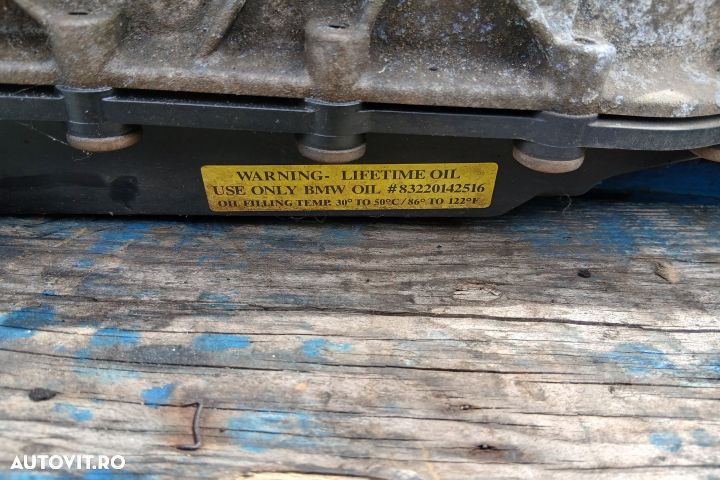 WARNING- LIFETIME OIL
USE ONLY BMW OIL #83220142516
OIL FILLING TEMP. 30° TO 50°C / 86° TO 122°F
AUTOVIT.RO